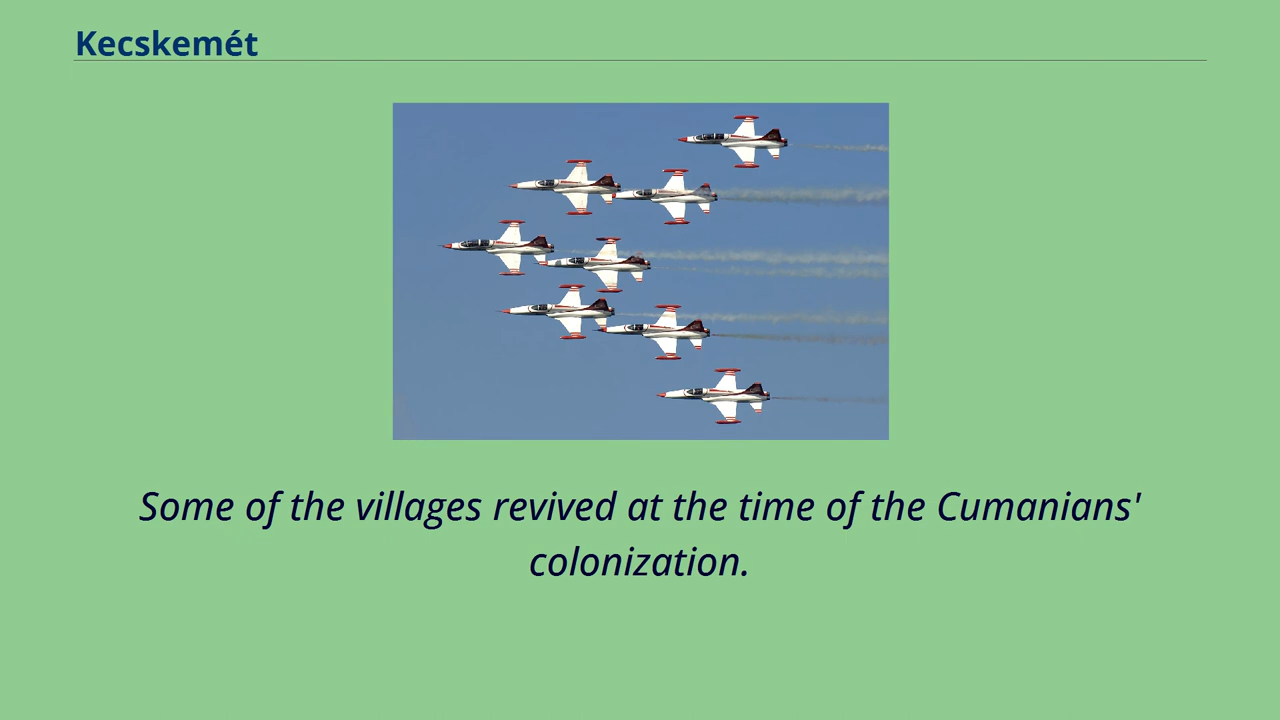 Kecskemét
Some of the villages revived at the time of the Cumanians'
colonization.